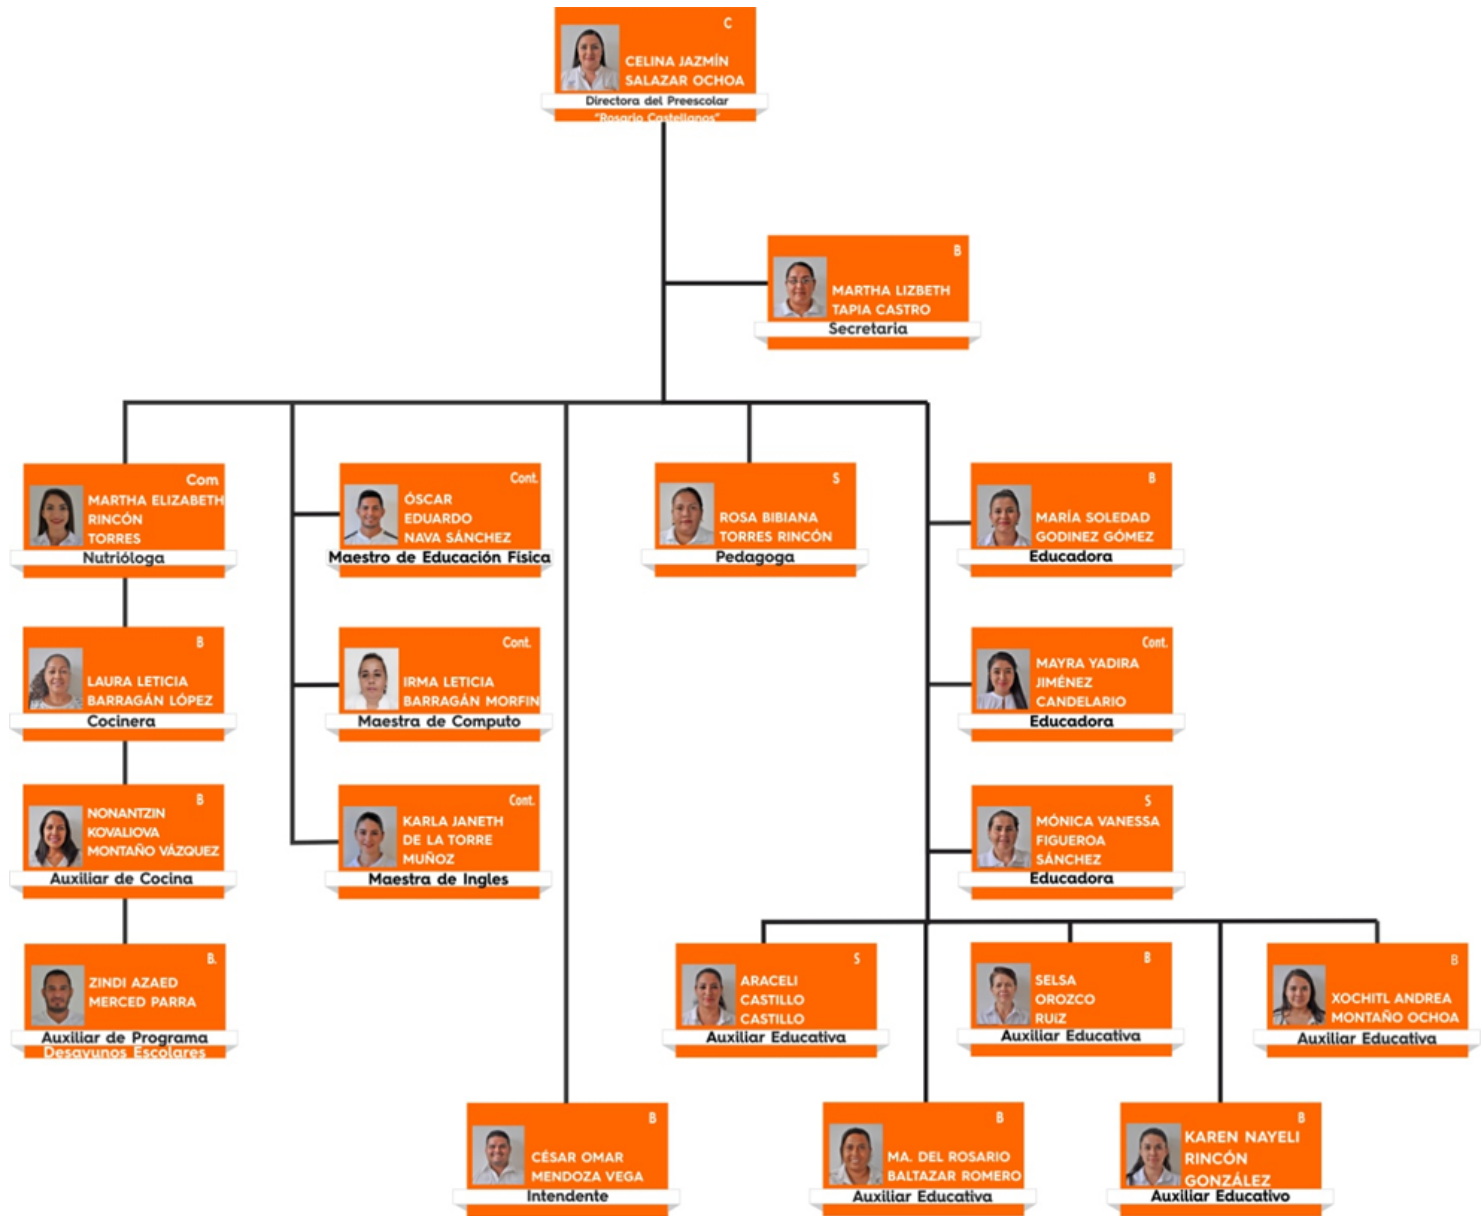 C
CELINA JAZMÍN
SALAZAR OCHOA
Directora del Preescolar
"Rosario Castellanos"
B
MARTHA LIZBETH
TAPIA CASTRO
Secretaria
Com
MARTHA ELIZABETH
RINCÓN
TORRES
Nutrióloga
Cont.
ÓSCAR
EDUARDO
NAVA SÁNCHEZ
Maestro de Educación Física
S
ROSA BIBIANA
TORRES RINCÓN
Pedagoga
B
MARÍA SOLEDAD
GODINEZ GÓMEZ
Educadora
B
LAURA LETICIA
BARRAGÁN LÓPEZ
Cocinera
Cont.
IRMA LETICIA
BARRAGÁN MORFIN
Maestra de Computo
Cont.
MAYRA YADIRA
JIMÉNEZ
CANDELARIO
Educadora
B
NONANTZIN
KOVALIOVA
MONTAÑO VÁZQUEZ
Auxiliar de Cocina
Cont.
KARLA JANETH
DE LA TORRE
MUÑOZ
Maestra de Ingles
S
MÓNICA VANESSA
FIGUEROA
SÁNCHEZ
Educadora
B.
ZINDI AZAED
MERCED PARRA
Auxiliar de Programa
Desayunos Escolares
S
ARACELI
CASTILLO
CASTILLO
Auxiliar Educativa
B
SELSA
OROZCO
RUíZ
Auxiliar Educativa
B
XOCHITL ANDREA
MONTAÑO OCHOA
Auxiliar Educativa
B
CÉSAR OMAR
MENDOZA VEGA
Intendente
B
MA. DEL ROSARIO
BALTAZAR ROMERO
Auxiliar Educativa
B
KAREN NAYELI
RINCÓN
GONZÁLEZ
Auxiliar Educativo